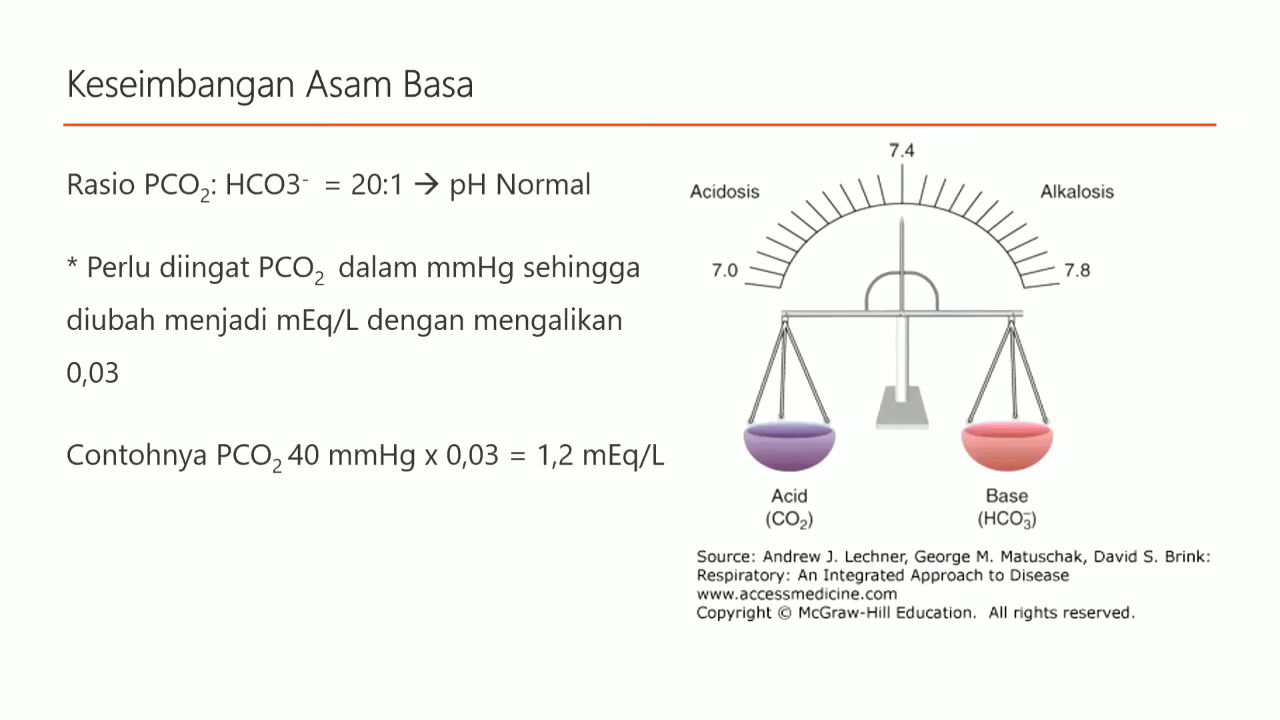 Keseimbangan Asam Basa
Rasio PCO₂: HCO3⁻ = 20:1 → pH Normal
* Perlu diingat PCO₂ dalam mmHg sehingga
diubah menjadi mEq/L dengan mengalikan
0,03
Contohnya PCO₂ 40 mmHg x 0,03 = 1,2 mEq/L
7.4
Acidosis
Alkalosis
7.0
7.8
Acid
(CO₂)
Base
(HCO₃⁻)
Source: Andrew J. Lechner, George M. Matuschak, David S. Brink:
Respiratory: An Integrated Approach to Disease
www.accessmedicine.com
Copyright © McGraw-Hill Education. All rights reserved.